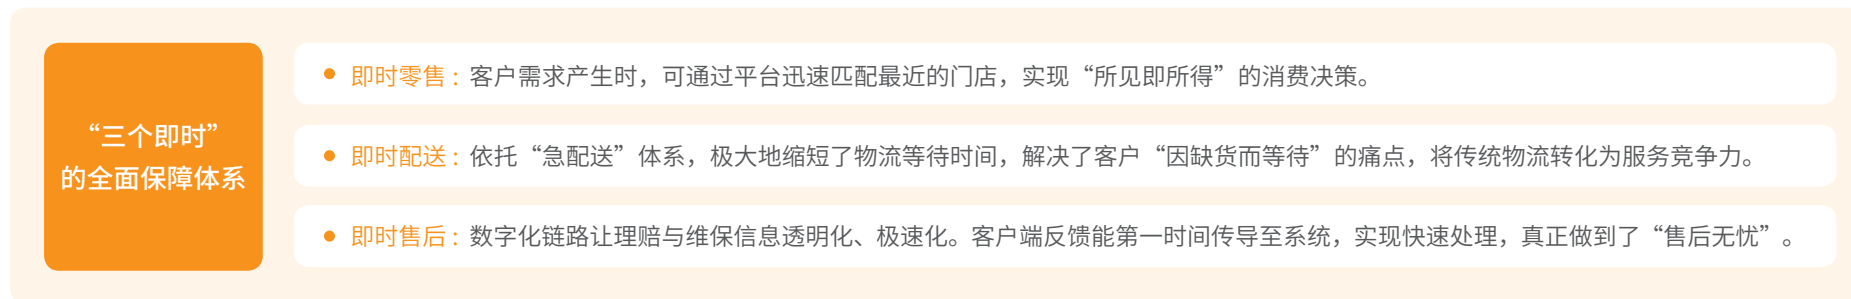 “三个即时”
的全面保障体系
即时零售：客户需求产生时，可通过平台迅速匹配最近的门店，实现“所见即所得”的消费决策。
即时配送：依托“急配送”体系，极大地缩短了物流等待时间，解决了客户“因缺货而等待”的痛点，将传统物流转化为服务竞争力。
即时售后：数字化链路让理赔与维保信息透明化、极速化。客户端反馈能第一时间传导至系统，实现快速处理，真正做到了“售后无忧”。